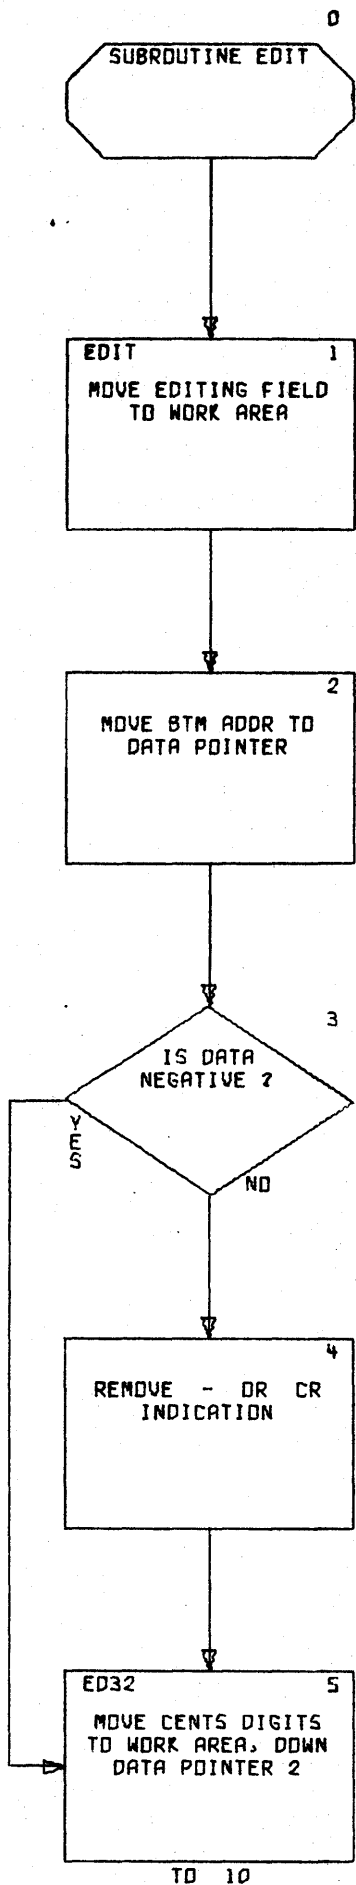 0
SUBROUTINE EDIT
EDIT 1
MOVE EDITING FIELD
TO WORK AREA
2
MOVE BTM ADDR TO
DATA POINTER
3
IS DATA
NEGATIVE ?
YES
NO
4
REMOVE - OR CR
INDICATION
ED32 5
MOVE CENTS DIGITS
TO WORK AREA, DOWN
DATA POINTER 2
TO 10